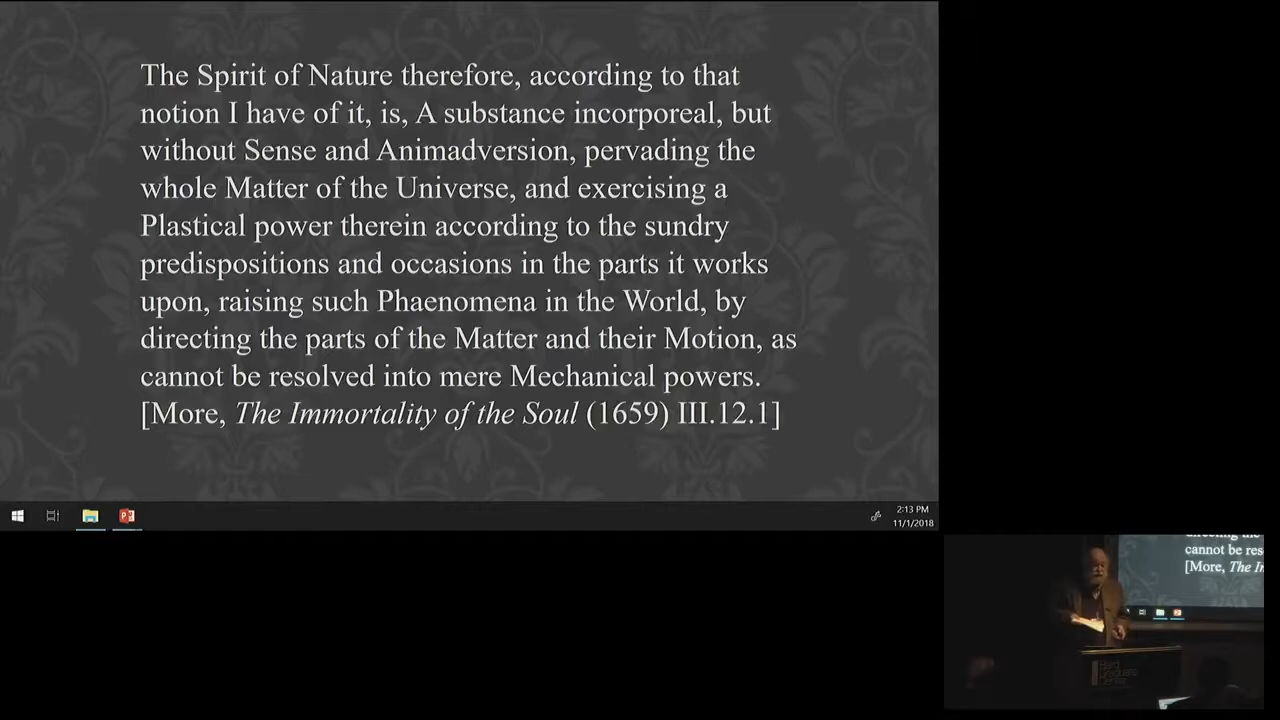 The Spirit of Nature therefore, according to that
notion I have of it, is, A substance incorporeal, but
without Sense and Animadversion, pervading the
whole Matter of the Universe, and exercising a
Plastical power therein according to the sundry
predispositions and occasions in the parts it works
upon, raising such Phaenomena in the World, by
directing the parts of the Matter and their Motion, as
cannot be resolved into mere Mechanical powers.
[More, The Immortality of the Soul (1659) III.12.1]
2:13 PM
11/1/2018
cannot be res
[More, The In